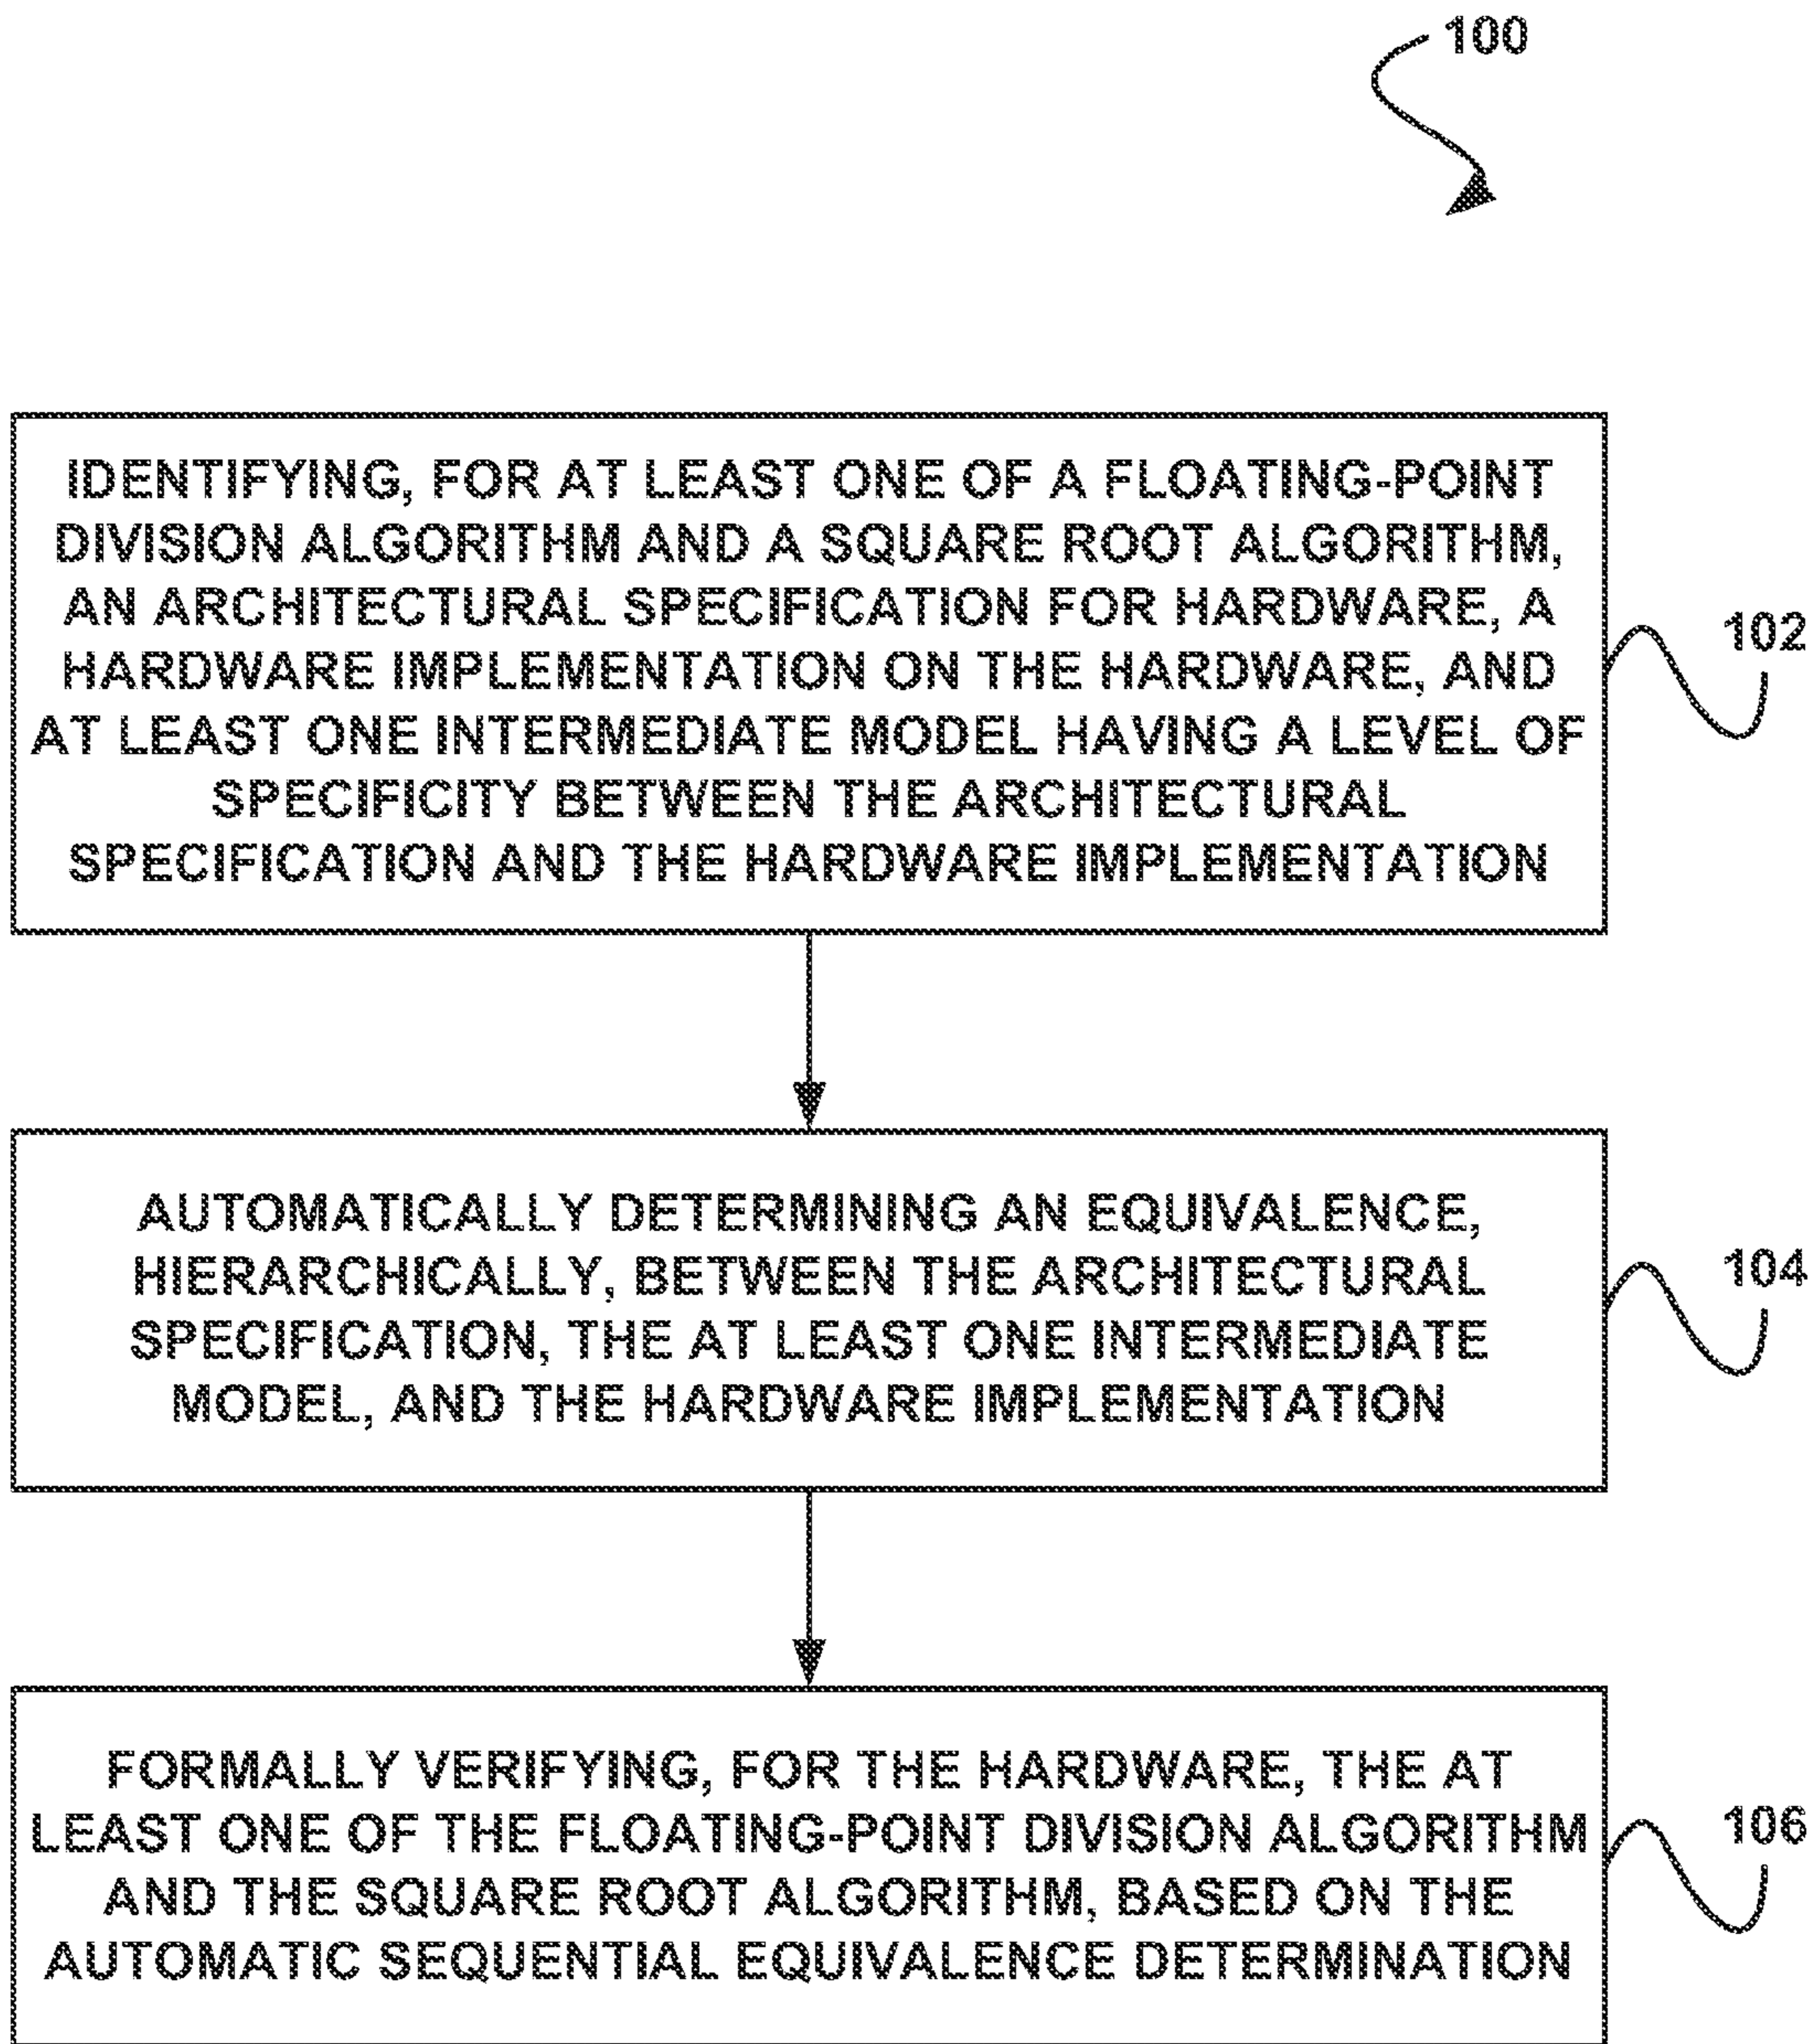 100
IDENTIFYING, FOR AT LEAST ONE OF A FLOATING-POINT
DIVISION ALGORITHM AND A SQUARE ROOT ALGORITHM,
AN ARCHITECTURAL SPECIFICATION FOR HARDWARE, A
HARDWARE IMPLEMENTATION ON THE HARDWARE, AND
AT LEAST ONE INTERMEDIATE MODEL HAVING A LEVEL OF
SPECIFICITY BETWEEN THE ARCHITECTURAL
SPECIFICATION AND THE HARDWARE IMPLEMENTATION
102
AUTOMATICALLY DETERMINING AN EQUIVALENCE,
HIERARCHICALLY, BETWEEN THE ARCHITECTURAL
SPECIFICATION, THE AT LEAST ONE INTERMEDIATE
MODEL, AND THE HARDWARE IMPLEMENTATION
104
FORMALLY VERIFYING, FOR THE HARDWARE, THE AT
LEAST ONE OF THE FLOATING-POINT DIVISION ALGORITHM
AND THE SQUARE ROOT ALGORITHM, BASED ON THE
AUTOMATIC SEQUENTIAL EQUIVALENCE DETERMINATION
106